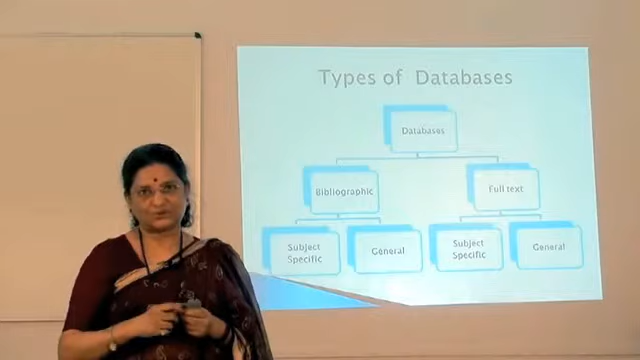 Types of Databases
Databases
Bibliographic
Full text
Subject
Specific
General
Subject
Specific
General